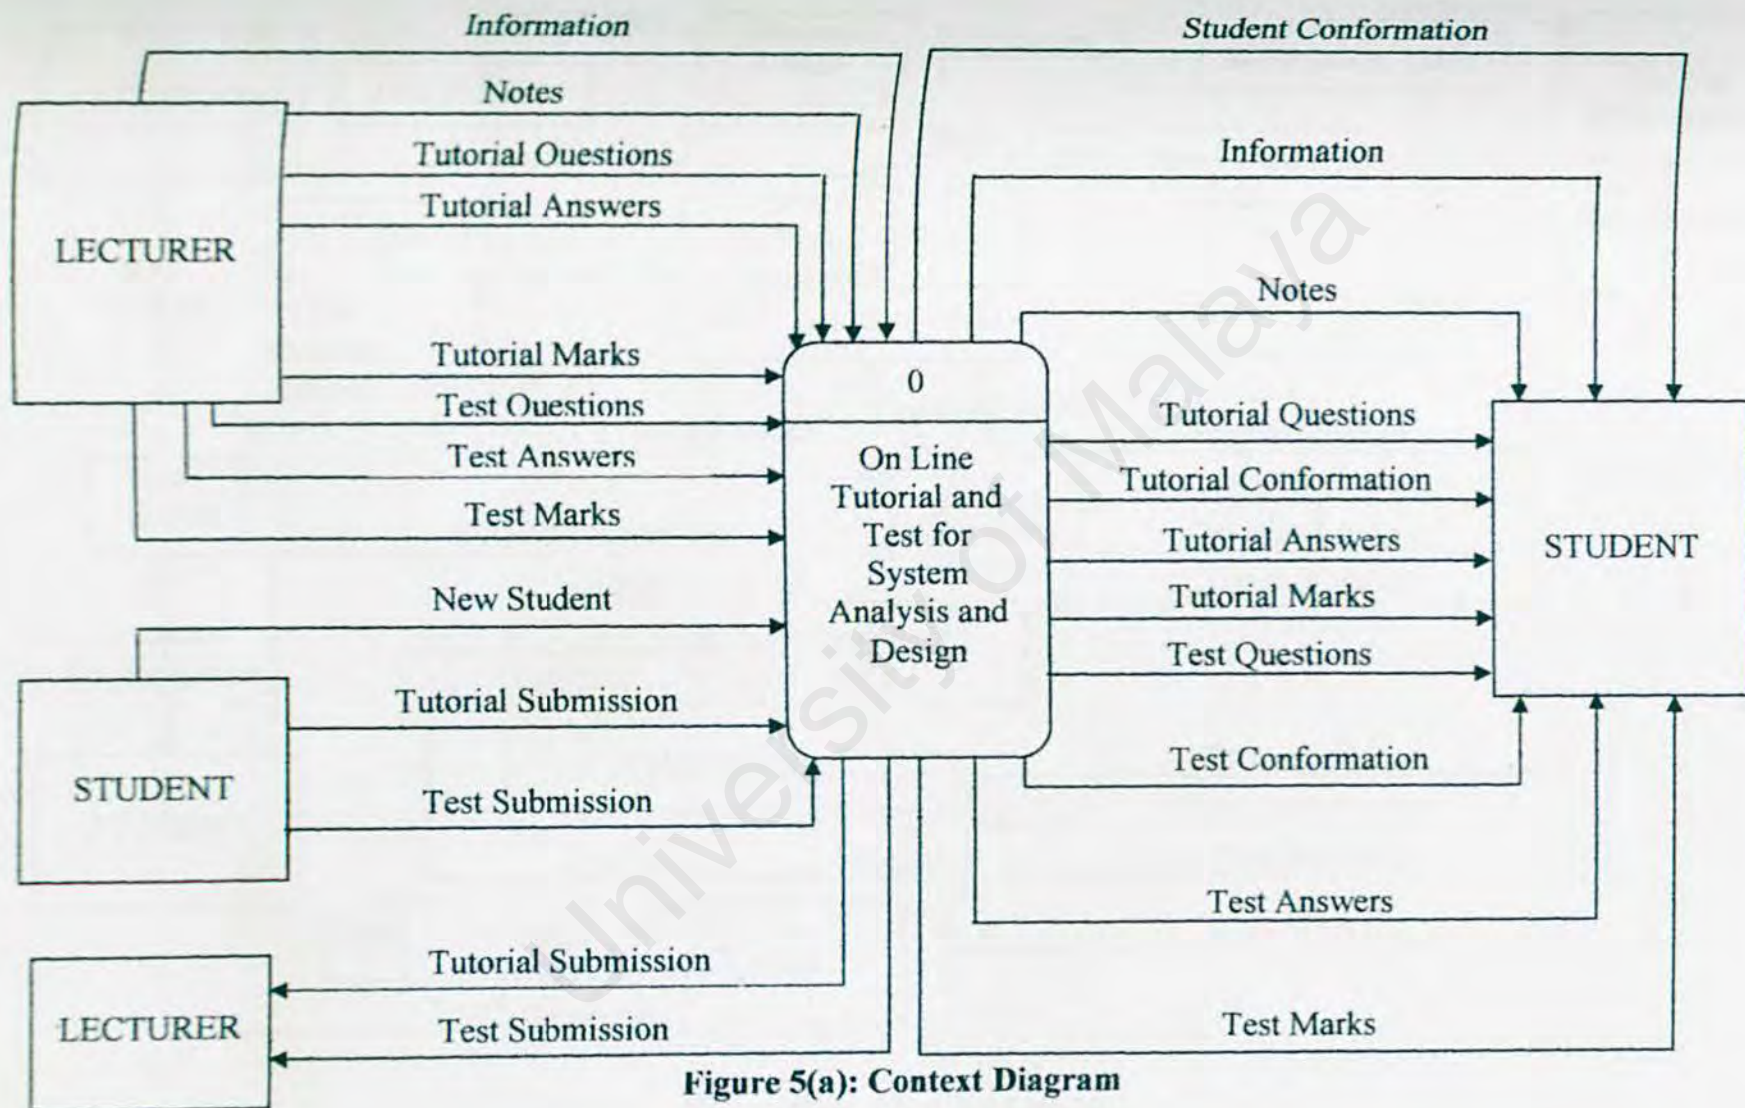 Information
Student Conformation
Notes
Tutorial Ouestions
Tutorial Answers
LECTURER
Tutorial Marks
Test Ouestions
Test Answers
Test Marks
New Student
STUDENT
Tutorial Submission
Test Submission
Tutorial Submission
LECTURER
Test Submission
0
On Line
Tutorial and
Test for
System
Analysis and
Design
Information
Notes
Tutorial Questions
Tutorial Conformation
Tutorial Answers
Tutorial Marks
Test Questions
STUDENT
Test Conformation
Test Answers
Test Marks
Figure 5(a): Context Diagram
University of Malaya